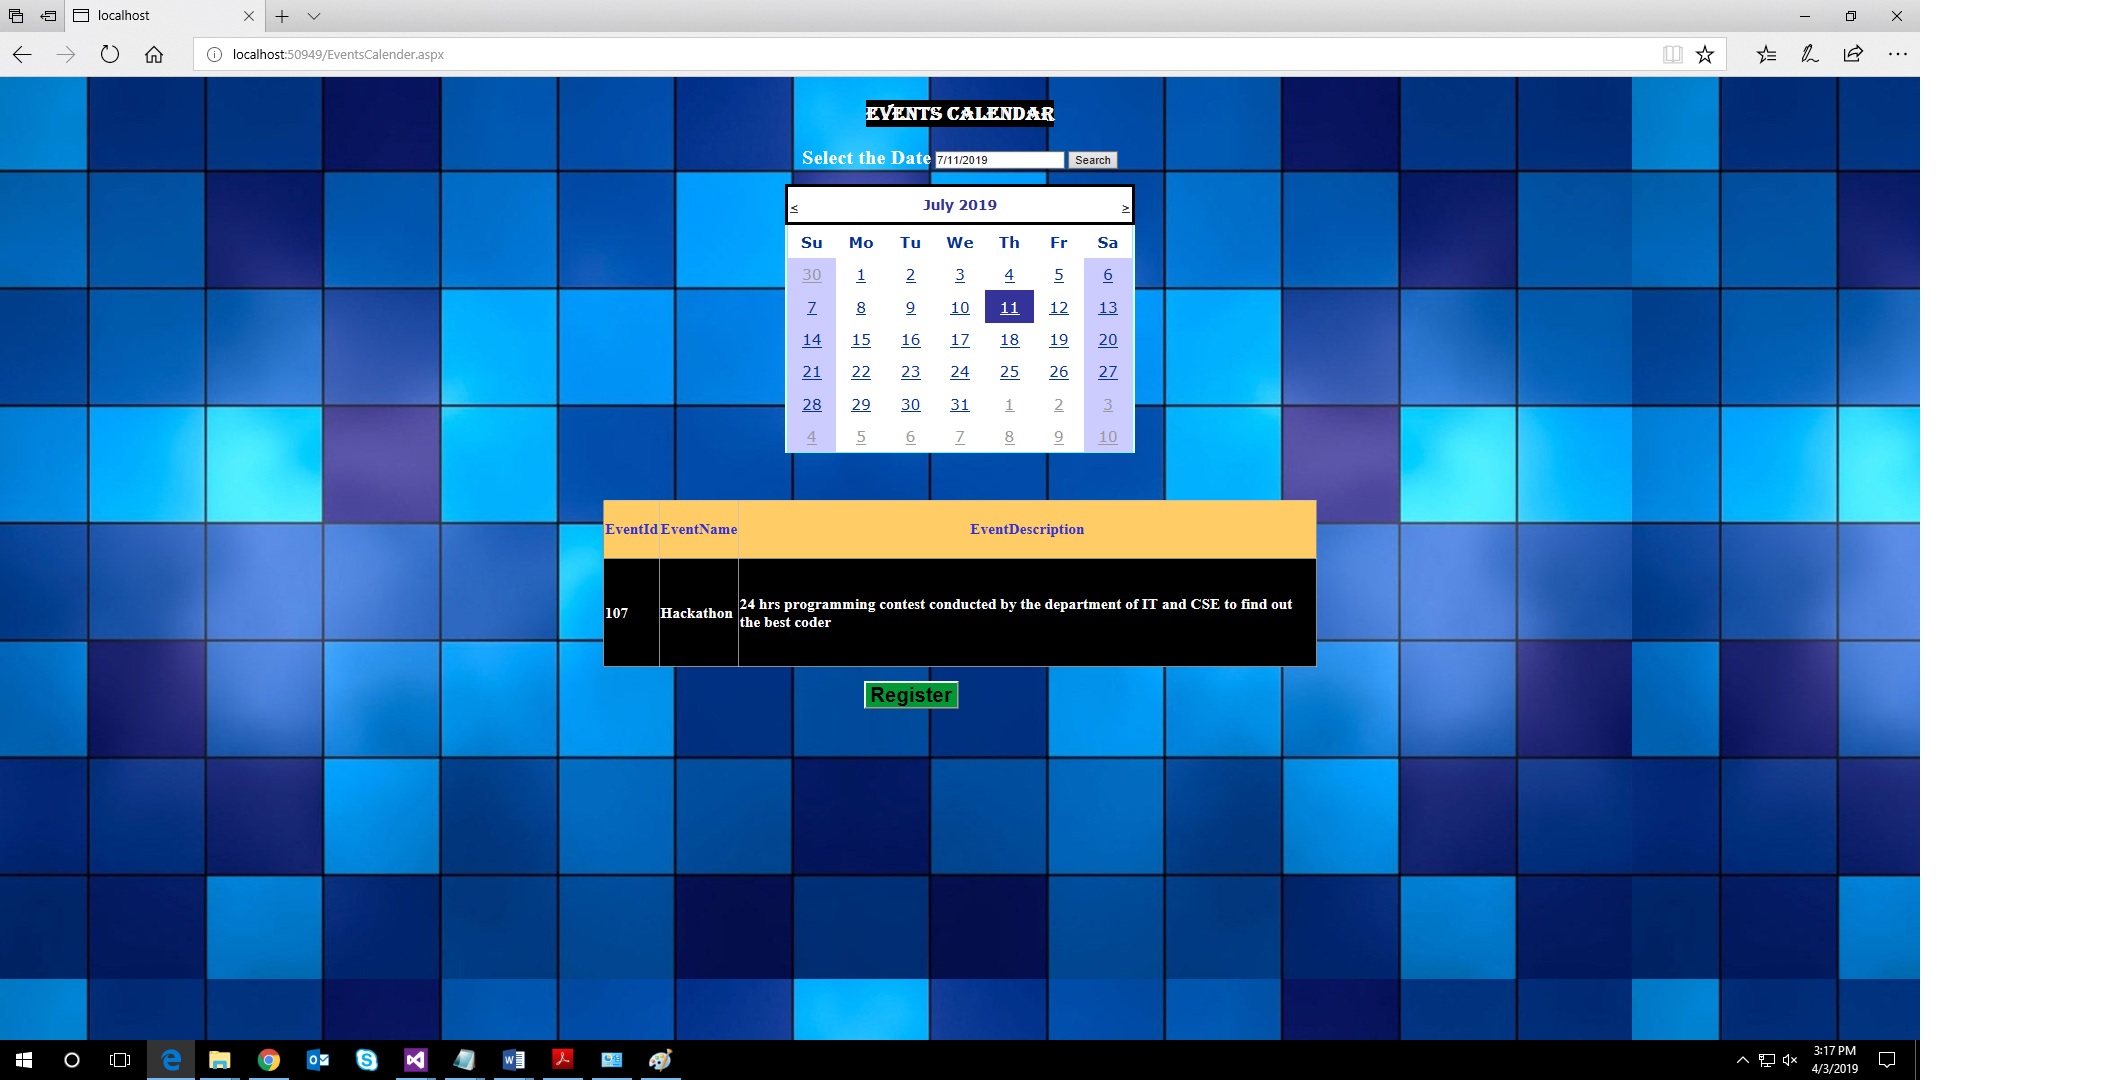 localhost
localhost:50949/EventsCalender.aspx
EVENTS CALENDAR
Select the Date 7/11/2019 Search
< July 2019 >
Su Mo Tu We Th Fr Sa
30 1 2 3 4 5 6
7 8 9 10 11 12 13
14 15 16 17 18 19 20
21 22 23 24 25 26 27
28 29 30 31 1 2 3
4 5 6 7 8 9 10
EventId EventName EventDescription
107 Hackathon 24 hrs programming contest conducted by the department of IT and CSE to find out
the best coder
Register
3:17 PM
4/3/2019